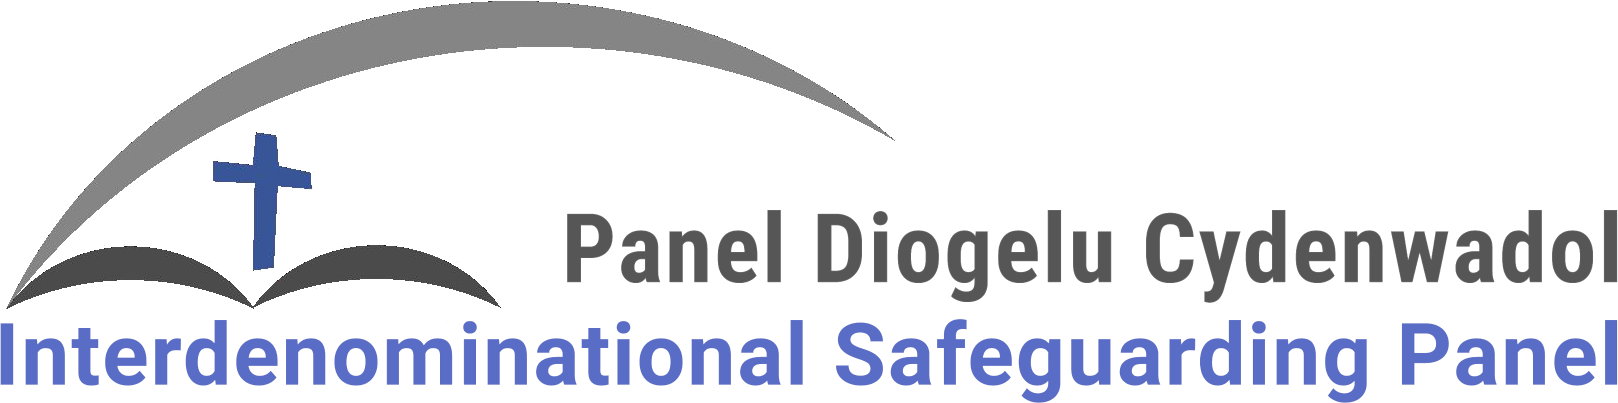 Panel Diogelu Cydenwadol
Interdenominational Safeguarding Panel